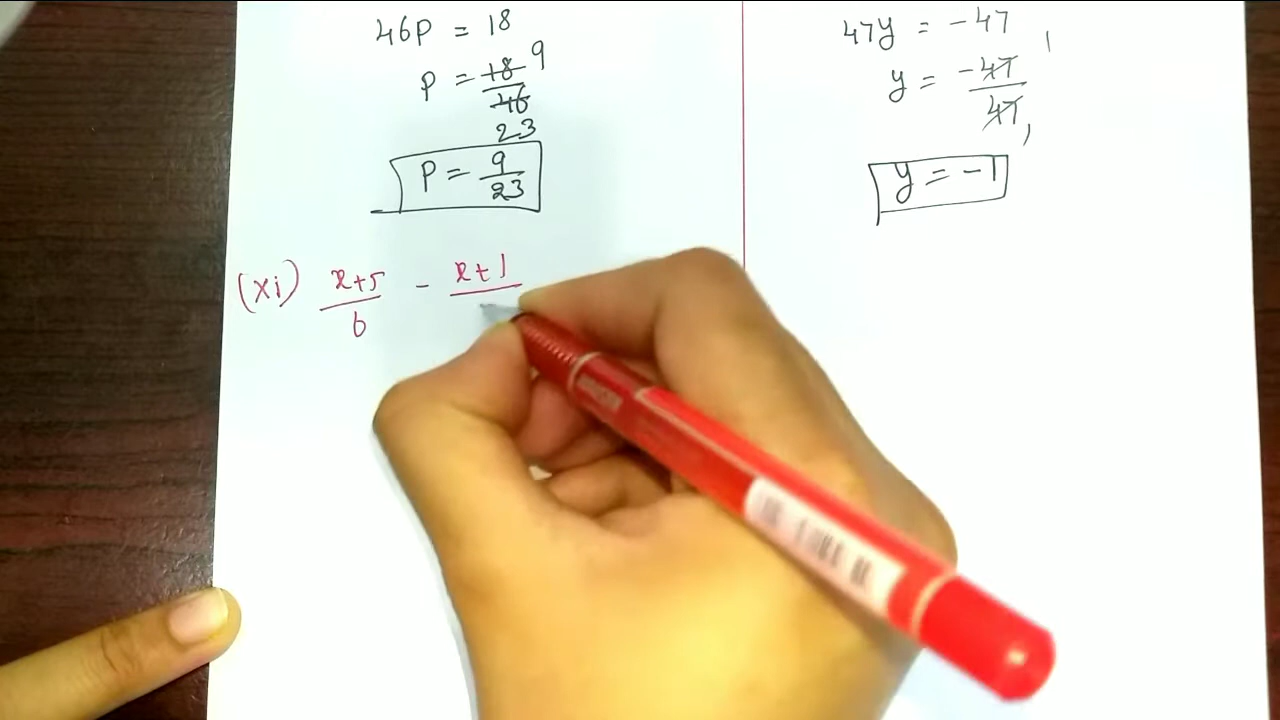 46P = 18
P = 18/46 9 23
P = 9/23
47y = -47
y = -47/47 1 1
y = -1
(xi) x+5/6 - x+1